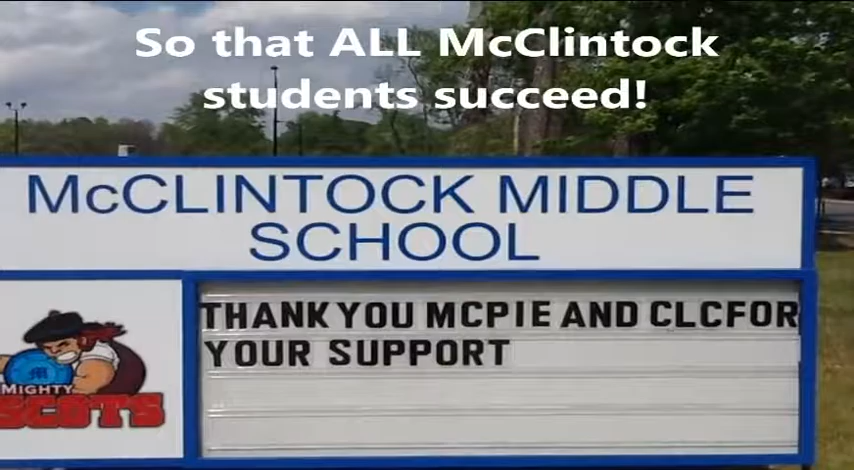 So that ALL McClintock
students succeed!
McCLINTOCK MIDDLE
SCHOOL
THANK YOU MCPIE AND CLCFOR
YOUR SUPPORT
MIGHTY
SCOTS